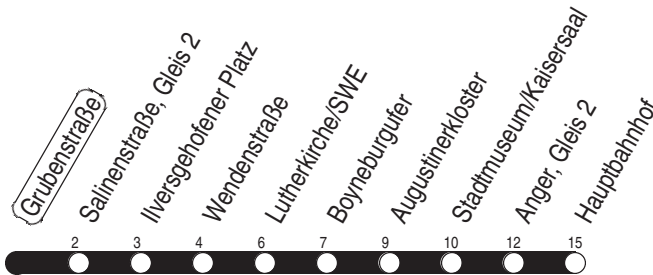 Grubenstraße
Salinenstraße, Gleis 2
Ilversgehofener Platz
Wendenstraße
Lutherkirche/SWE
Boyneburgufer
Augustinerkloster
Stadtmuseum/Kaisersaal
Anger, Gleis 2
Hauptbahnhof
2 3 4 6 7 9 10 12 15